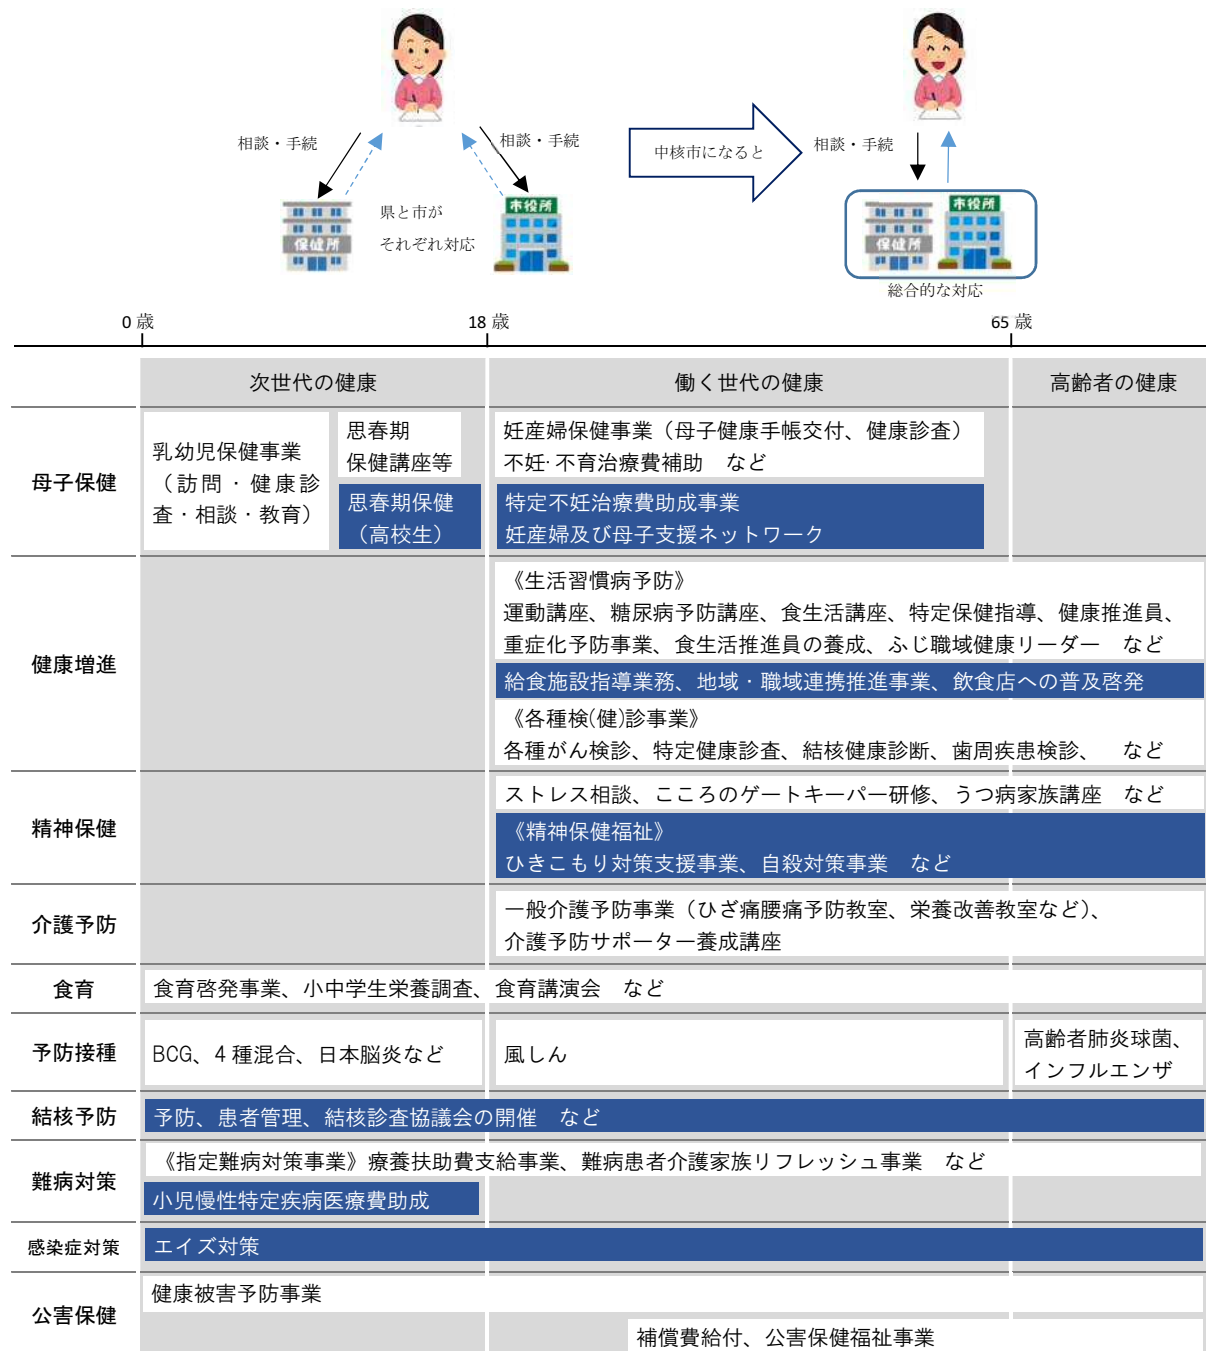 相談・手続
相談・手続
県と市が
それぞれ対応
保健所
市役所
中核市になると
相談・手続
保健所
市役所
総合的な対応
0 歳
18 歳
65 歳
次世代の健康
働く世代の健康
高齢者の健康
母子保健
乳幼児保健事業
（訪問・健康診
査・相談・教育）
思春期
保健講座等
思春期保健
（高校生）
妊産婦保健事業（母子健康手帳交付、健康診査）
不妊・不育治療費補助　など
特定不妊治療費助成事業
妊産婦及び母子支援ネットワーク
健康増進
《生活習慣病予防》
運動講座、糖尿病予防講座、食生活講座、特定保健指導、健康推進員、
重症化予防事業、食生活推進員の養成、ふじ職域健康リーダー　など
給食施設指導業務、地域・職域連携推進事業、飲食店への普及啓発
《各種検(健)診事業》
各種がん検診、特定健康診査、結核健康診断、歯周疾患検診、　など
精神保健
ストレス相談、こころのゲートキーパー研修、うつ病家族講座　など
《精神保健福祉》
ひきこもり対策支援事業、自殺対策事業　など
介護予防
一般介護予防事業（ひざ痛腰痛予防教室、栄養改善教室など）、
介護予防サポーター養成講座
食育
食育啓発事業、小中学生栄養調査、食育講演会　など
予防接種
BCG、4 種混合、日本脳炎など
風しん
高齢者肺炎球菌、
インフルエンザ
結核予防
予防、患者管理、結核診査協議会の開催　など
難病対策
《指定難病対策事業》療養扶助費支給事業、難病患者介護家族リフレッシュ事業　など
小児慢性特定疾病医療費助成
感染症対策
エイズ対策
公害保健
健康被害予防事業
補償費給付、公害保健福祉事業